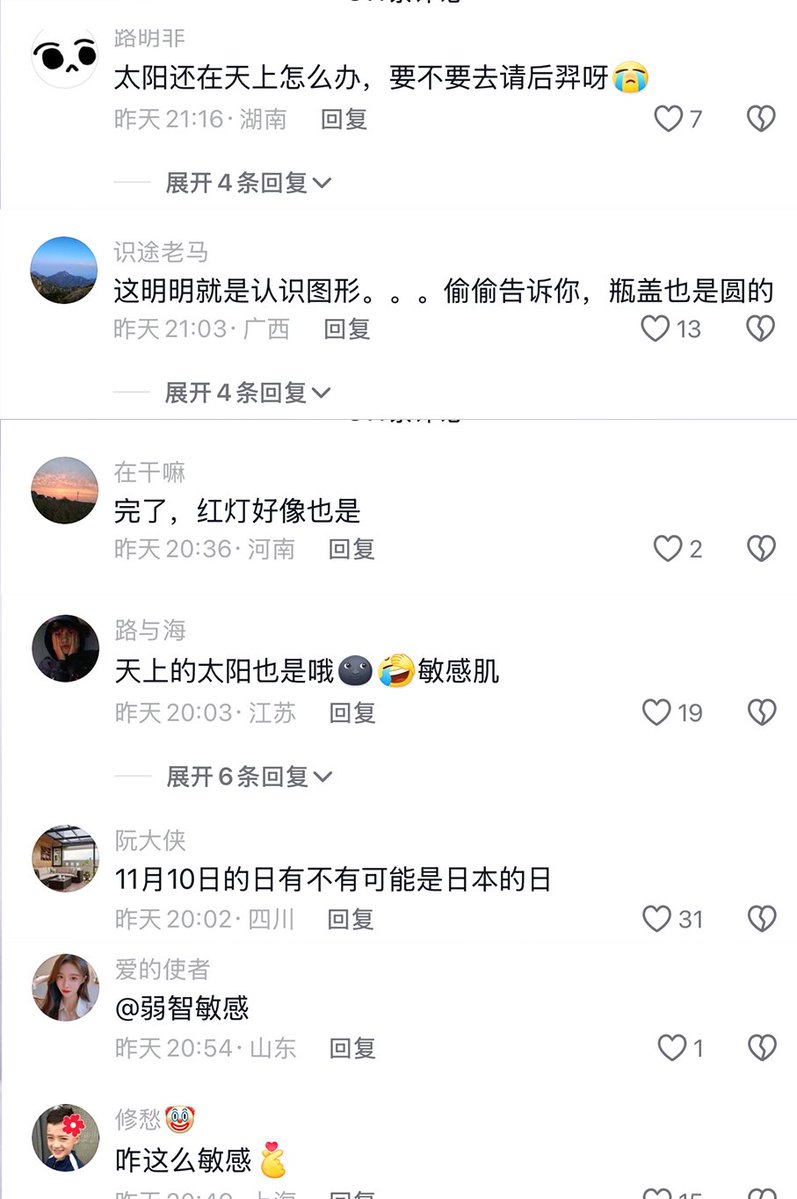 路明非
太阳还在天上怎么办，要不要去请后羿呀😭
昨天 21:16 · 湖南 回复 7
展开 4 条回复
识途老马
这明明就是认识图形。。。偷偷告诉你，瓶盖也是圆的
昨天 21:03 · 广西 回复 13
展开 4 条回复
在干嘛
完了，红灯好像也是
昨天 20:36 · 河南 回复 2
路与海
天上的太阳也是哦🌚🤣敏感肌
昨天 20:03 · 江苏 回复 19
展开 6 条回复
阮大侠
11月10日的日有不有可能是日本的日
昨天 20:02 · 四川 回复 31
爱的使者
@弱智敏感
昨天 20:54 · 山东 回复 1
修愁🤡
咋这么敏感🫰
昨天 20:49 · 上海 回复 15